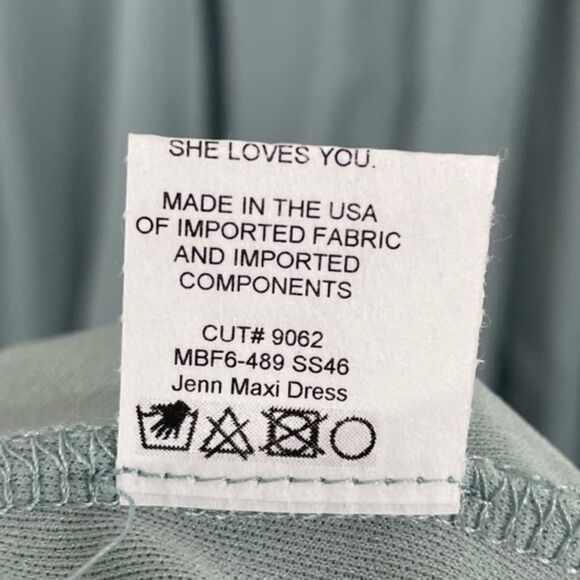 SHE LOVES YOU.
MADE IN THE USA
OF IMPORTED FABRIC
AND IMPORTED
COMPONENTS
CUT# 9062
MBF6-489 SS46
Jenn Maxi Dress